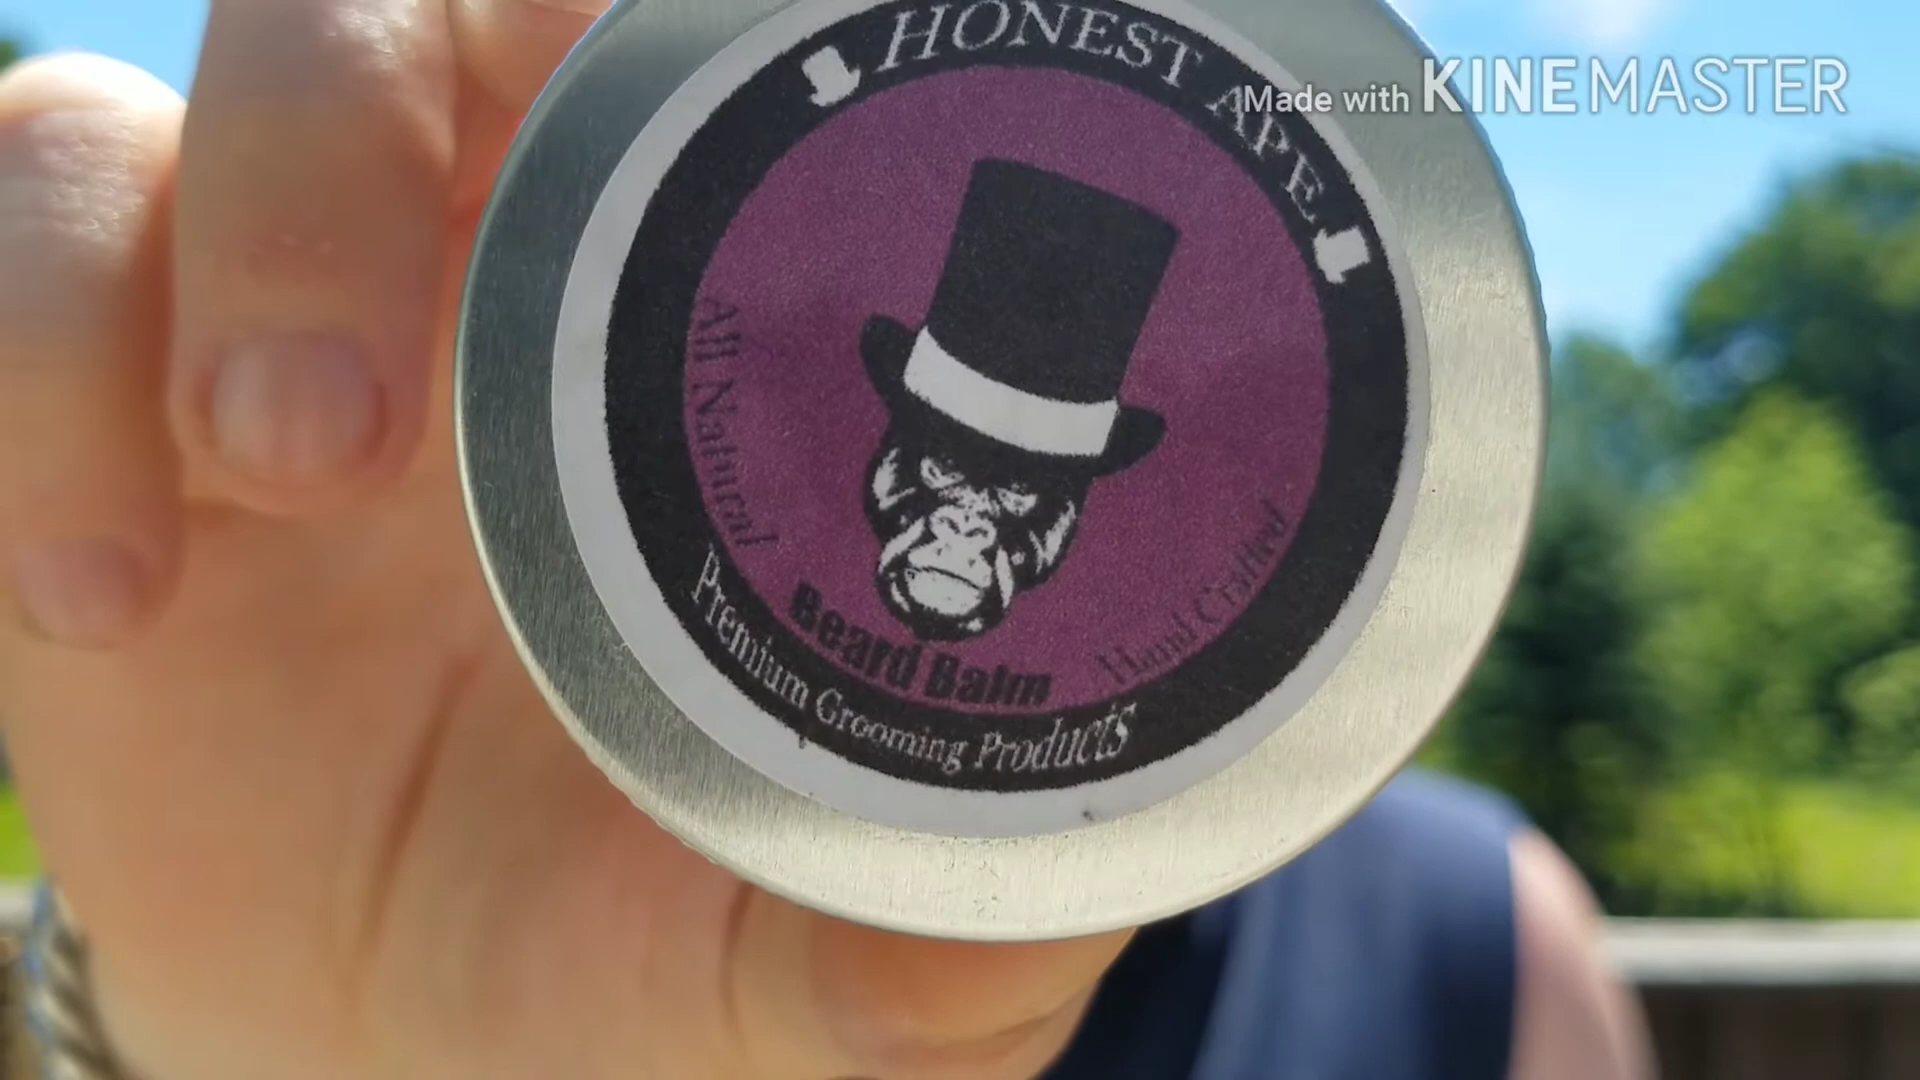 HONEST APE
Made with KINEMASTER
All Natural
Hand Crafted
Beard Balm
Premium Grooming Products